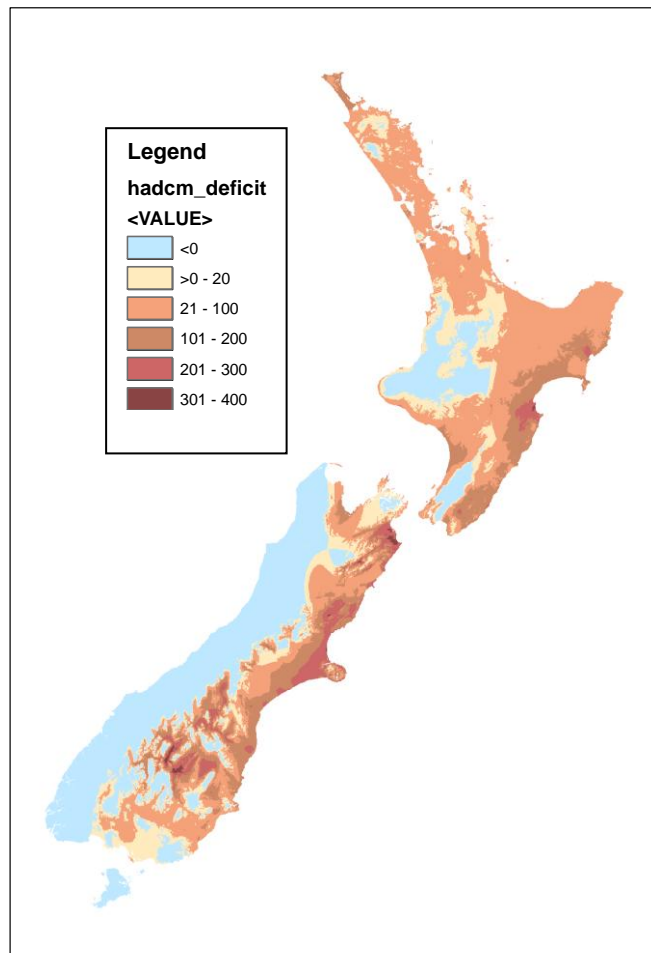 Legend
hadcm_deficit
<VALUE>
<0
>0 - 20
21 - 100
101 - 200
201 - 300
301 - 400